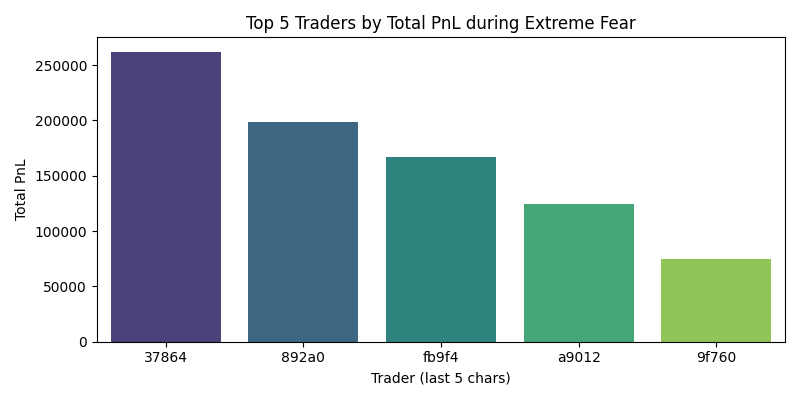 Top 5 Traders by Total PnL during Extreme Fear
Total PnL
250000
200000
150000
100000
50000
0
37864 892a0 fb9f4 a9012 9f760
Trader (last 5 chars)